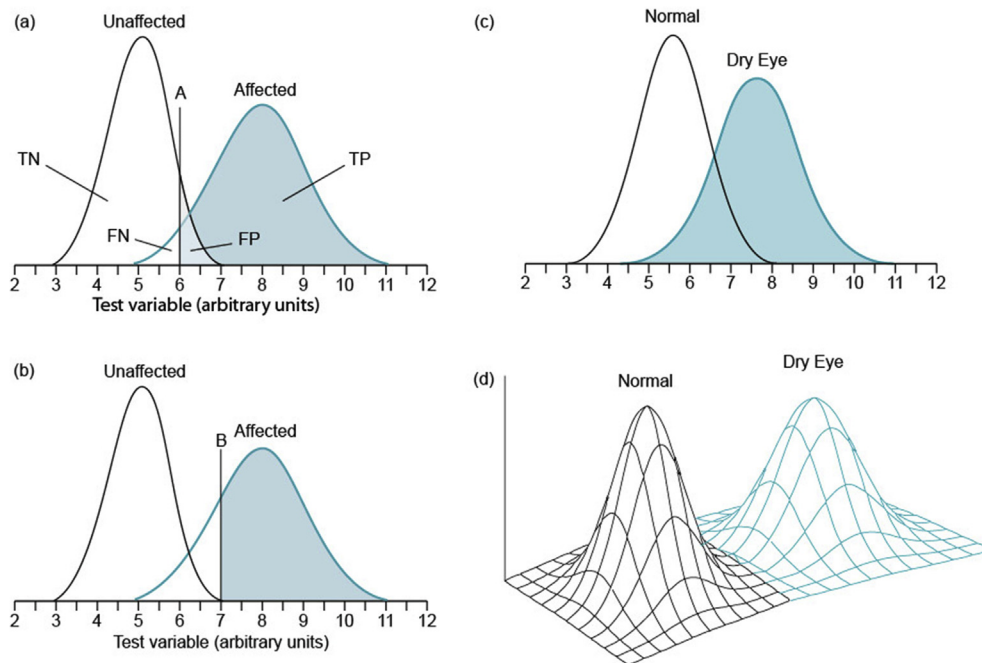 (a)
Unaffected
A
Affected
TN
TP
FN
FP
2 3 4 5 6 7 8 9 10 11 12
Test variable (arbitrary units)
(b)
Unaffected
B
Affected
2 3 4 5 6 7 8 9 10 11 12
Test variable (arbitrary units)
(c)
Normal
Dry Eye
2 3 4 5 6 7 8 9 10 11 12
(d)
Normal
Dry Eye